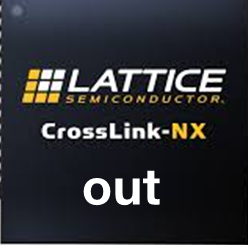 LATTICE
SEMICONDUCTOR.
CrossLink-NX
out